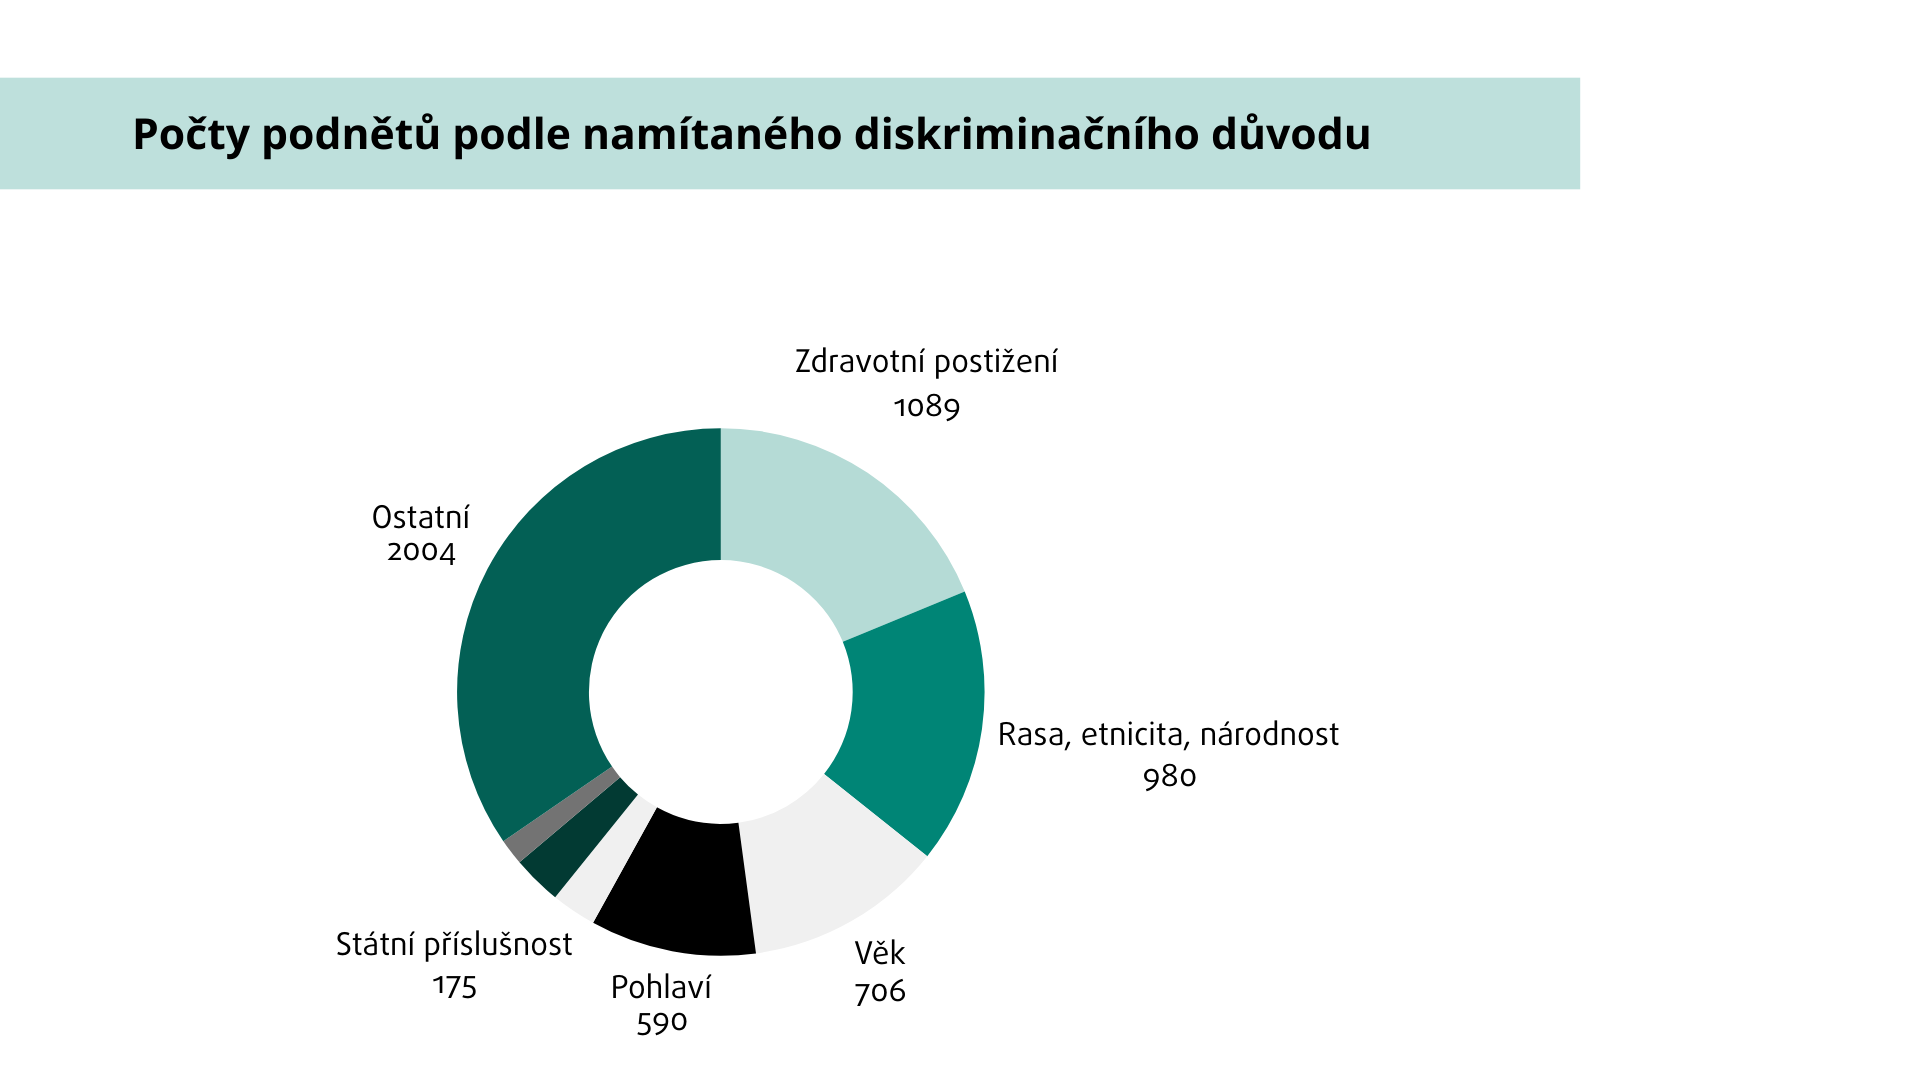 Počty podnětů podle namítaného diskriminačního důvodu
Zdravotní postižení
1089
Ostatní
2004
Rasa, etnicita, národnost
980
Státní příslušnost
175
Věk
706
Pohlaví
590